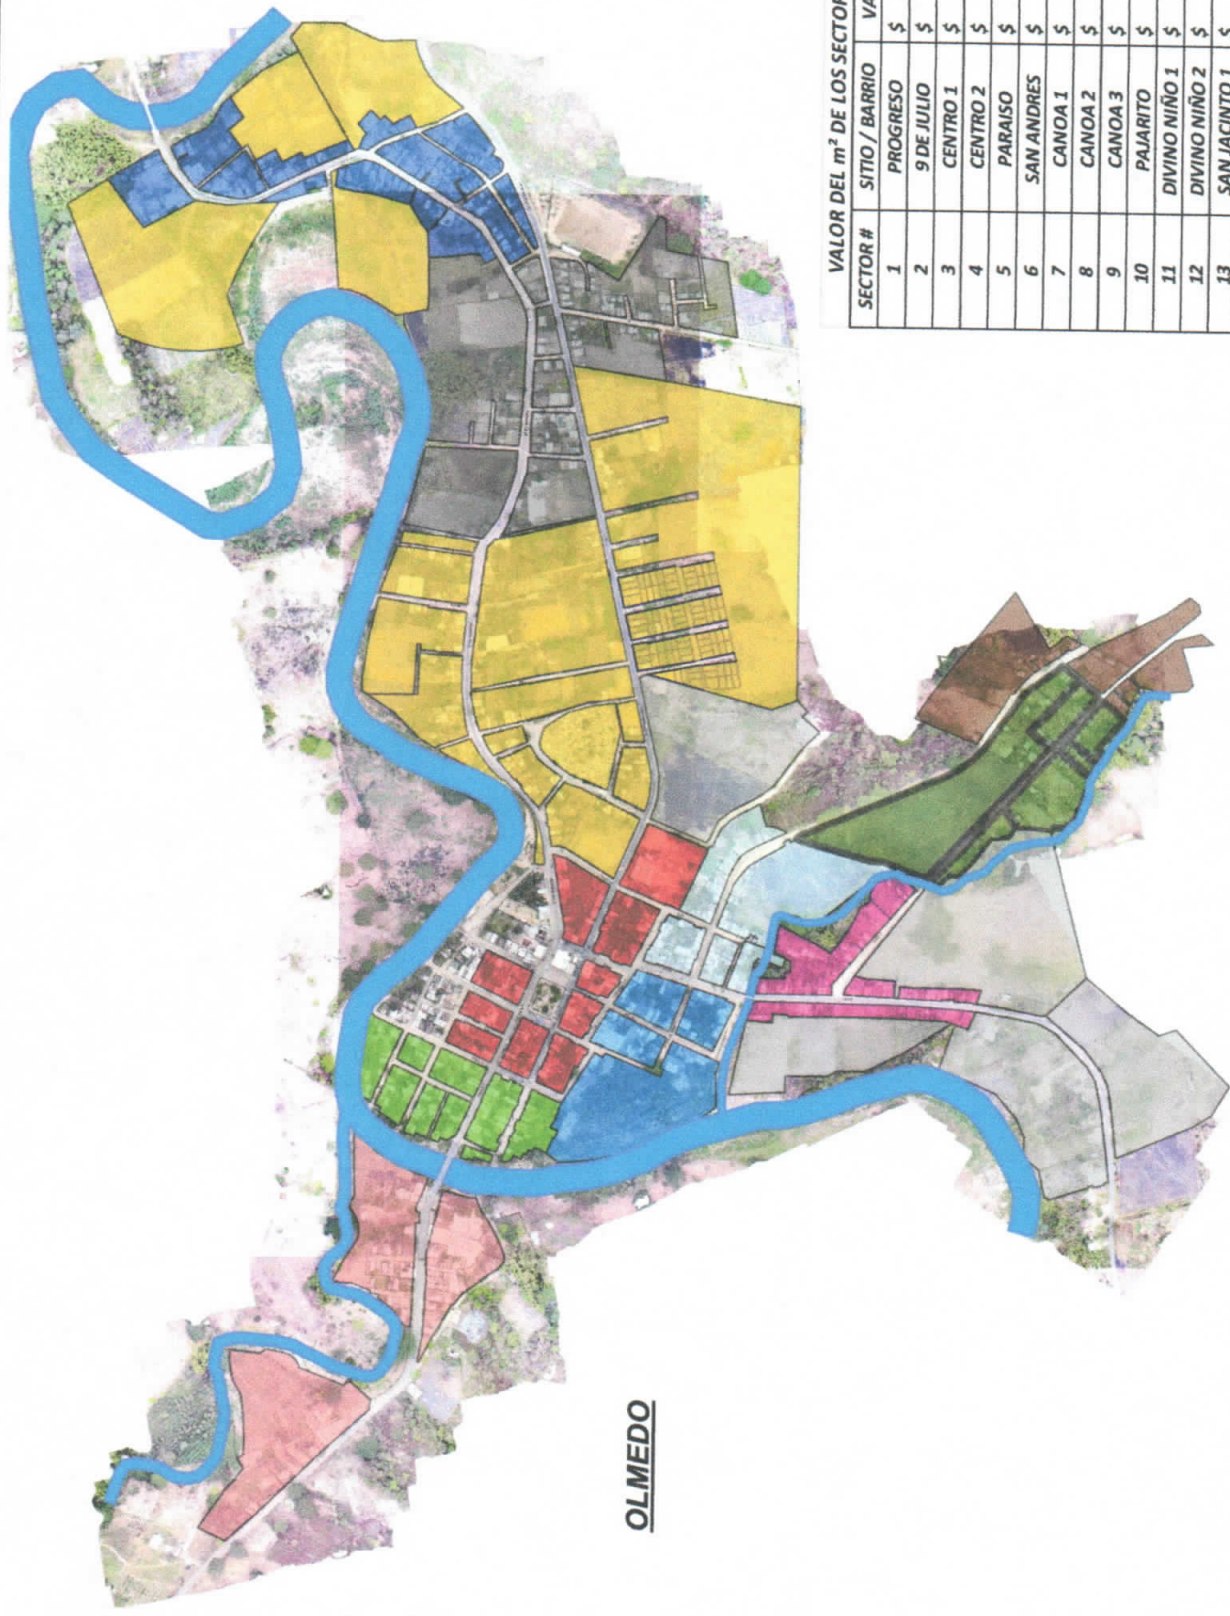 OLMEDO
VALOR DEL m² DE LOS SECTOR
SECTOR # SITIO / BARRIO VA
1 PROGRESO $
2 9 DE JULIO $
3 CENTRO 1 $
4 CENTRO 2 $
5 PARAISO $
6 SAN ANDRES $
7 CANOA 1 $
8 CANOA 2 $
9 CANOA 3 $
10 PAJARITO $
11 DIVINO NIÑO 1 $
12 DIVINO NIÑO 2 $
13 SAN JACINTO 1 $